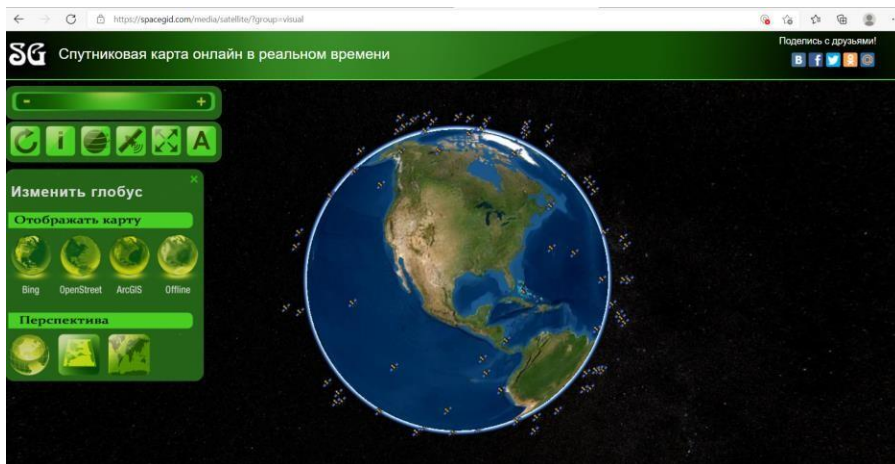 https://spacegid.com/media/satellite/?group=visual
SG Спутниковая карта онлайн в реальном времени
Поделись с друзьями!
- +
i A
Изменить глобус
Отображать карту
Bing OpenStreet ArcGIS Offline
Перспектива